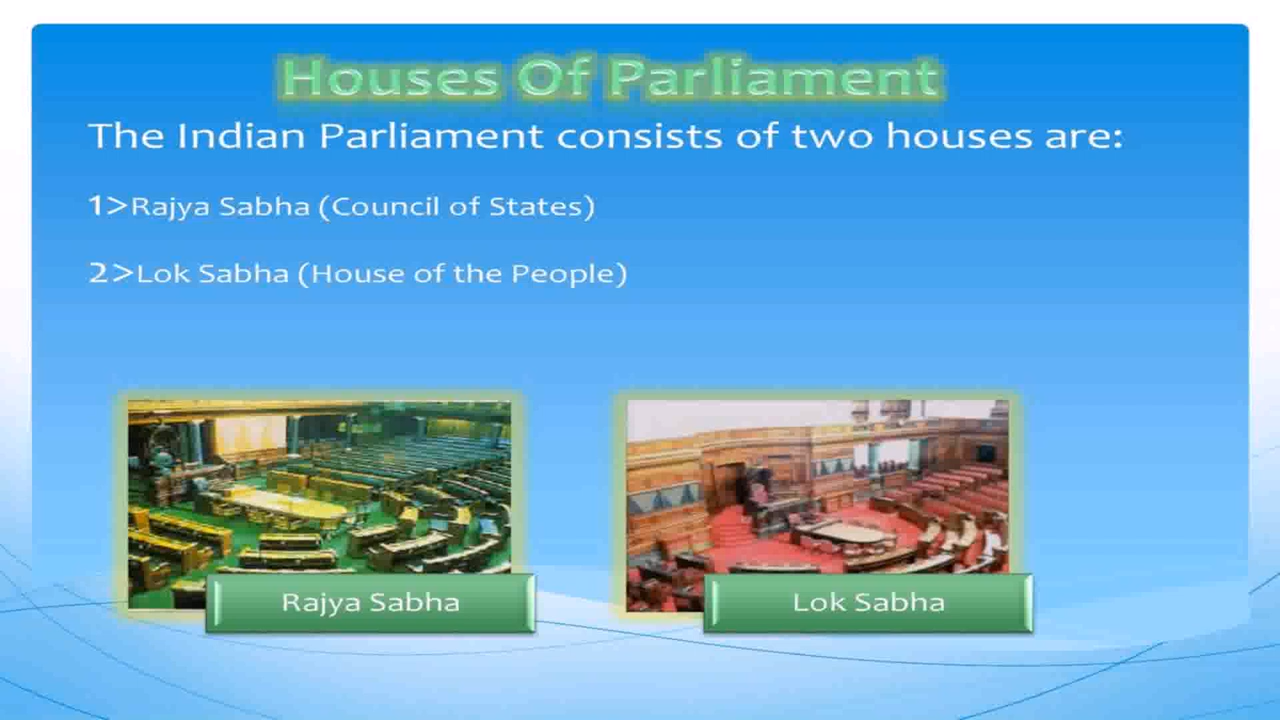 Houses Of Parliament
The Indian Parliament consists of two houses are:
1>Rajya Sabha (Council of States)
2>Lok Sabha (House of the People)
Rajya Sabha
Lok Sabha